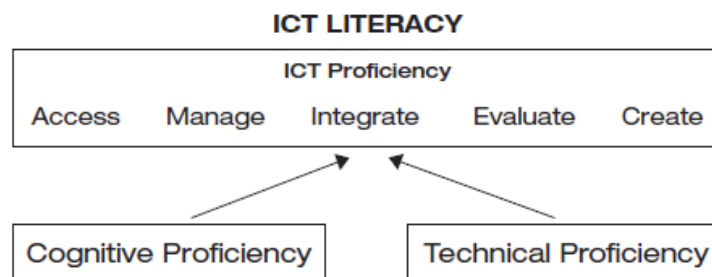 ICT LITERACY
ICT Proficiency
Access Manage Integrate Evaluate Create
Cognitive Proficiency Technical Proficiency